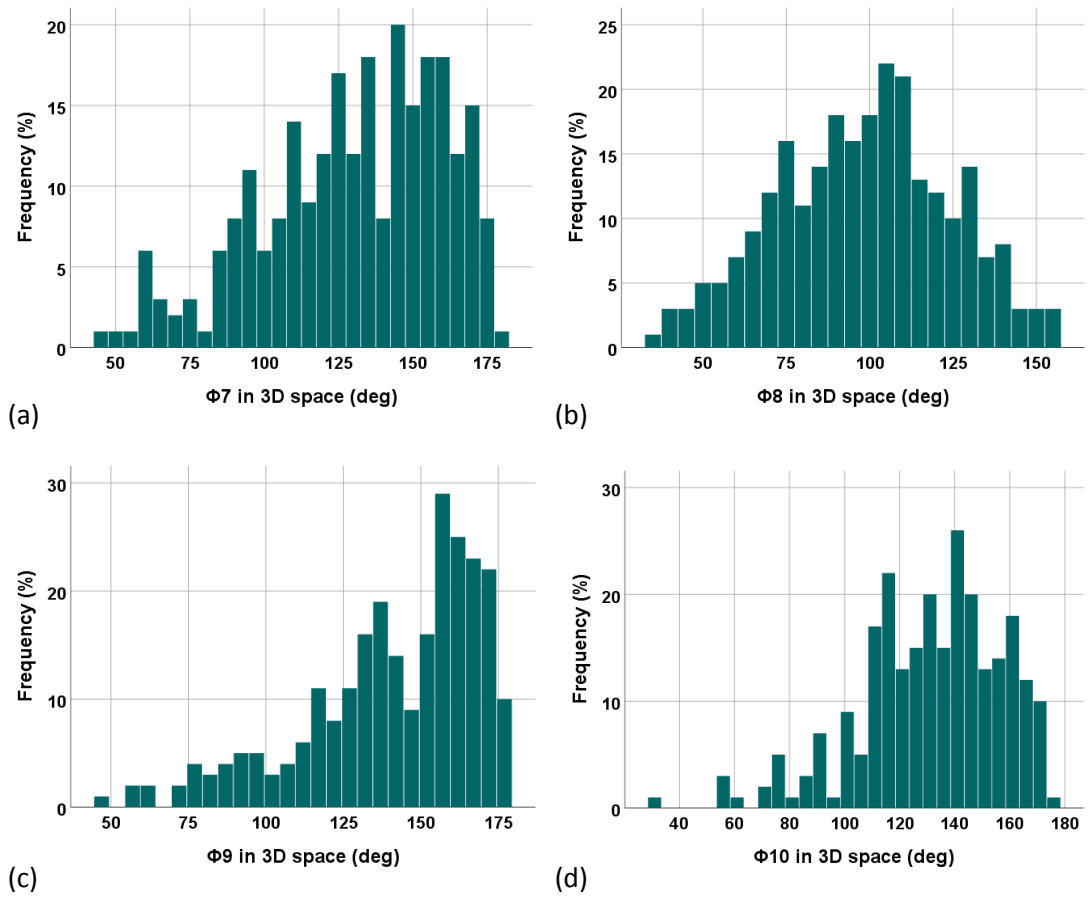 20
15
10
5
0
Frequency (%)
50 75 100 125 150 175
Φ7 in 3D space (deg)
(a)
25
20
15
10
5
0
Frequency (%)
50 75 100 125 150
Φ8 in 3D space (deg)
(b)
30
20
10
0
Frequency (%)
50 75 100 125 150 175
Φ9 in 3D space (deg)
(c)
30
20
10
0
Frequency (%)
40 60 80 100 120 140 160 180
Φ10 in 3D space (deg)
(d)